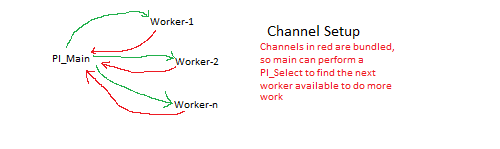 Worker-1
PI_Main
Worker-2
Worker-n
Channel Setup
Channels in red are bundled,
so main can perform a
PI_Select to find the next
worker available to do more
work